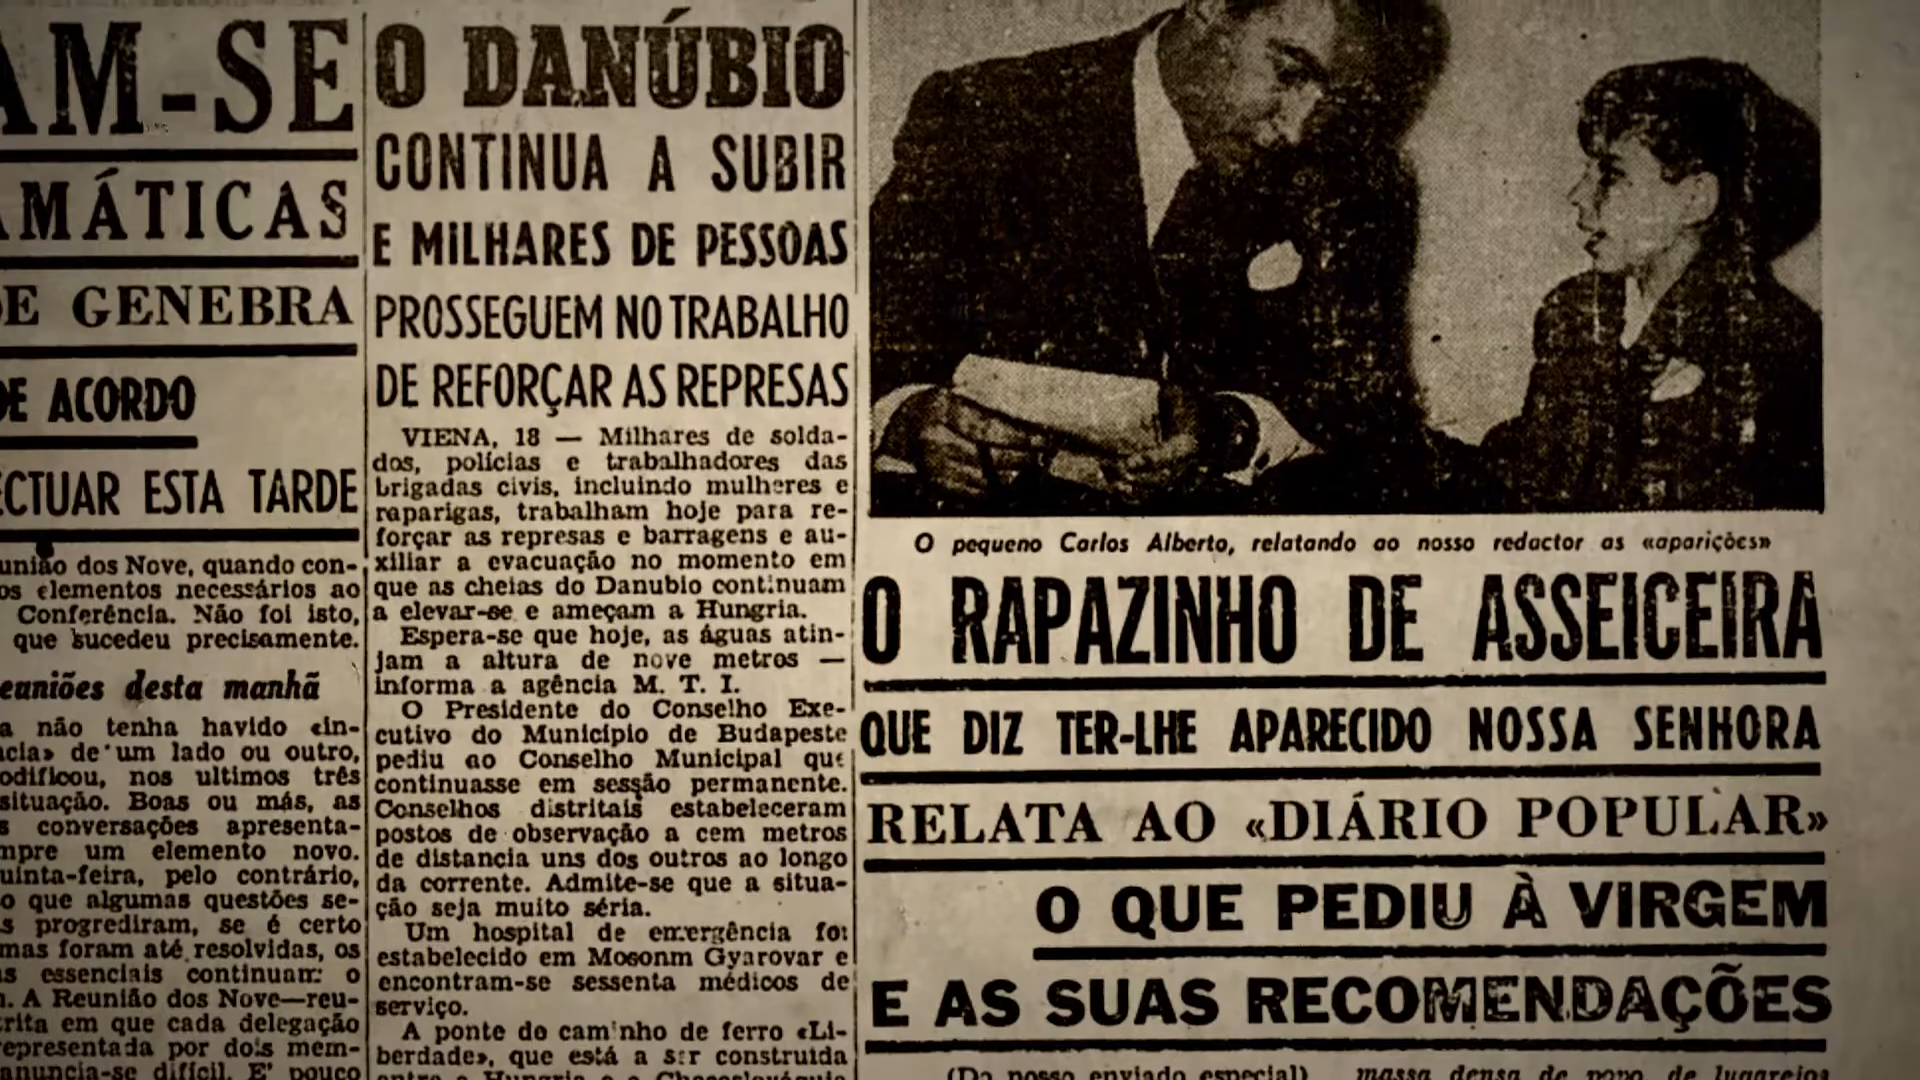 AM-SE
AMÁTICAS
DE GENEBRA
DE ACORDO
ECTUAR ESTA TARDE
união dos Nove, quando con-
os elementos necessários ao
Conferência. Não foi isto,
que sucedeu precisamente.
euniões desta manhã
a não tenha havido «in-
ncia» de um lado ou outro,
odificou, nos ultimos três
situação. Boas ou más, as
s conversações apresenta-
mpre um elemento novo.
uinta-feira, pelo contrário,
o que algumas questões se-
s progrediram, se é certo
mas foram até resolvidas, os
as essenciais continuam: o
. A Reunião dos Nove—reu-
rita em que cada delegação
epresentada por dois mem-
anuncia-se difícil. E' pouco
O DANÚBIO
CONTINUA A SUBIR
E MILHARES DE PESSOAS
PROSSEGUEM NO TRABALHO
DE REFORÇAR AS REPRESAS
VIENA, 18 — Milhares de solda-
dos, polícias e trabalhadores das
brigadas civis, incluindo mulheres e
raparigas, trabalham hoje para re-
forçar as represas e barragens e au-
xiliar a evacuação no momento em
que as cheias do Danubio continuam
a elevar-se e ameçam a Hungria.
Espera-se que hoje, as águas atin-
jam a altura de nove metros —
informa a agência M. T. I.
O Presidente do Conselho Exe-
cutivo do Município de Budapeste
pediu ao Conselho Municipal que
continuasse em sessão permanente.
Conselhos distritais estabeleceram
postos de observação a cem metros
de distancia uns dos outros ao longo
da corrente. Admite-se que a situa-
ção seja muito séria.
Um hospital de emergência foi
estabelecido em Mosonm Gyarovar e
encontram-se sessenta médicos de
serviço.
A ponte do caminho de ferro «Li-
berdade», que está a ser construida
entre a Hungria e a Checoslováquia
O pequeno Carlos Alberto, relatando ao nosso redactor as «aparições»
O RAPAZINHO DE ASSEICEIRA
QUE DIZ TER-LHE APARECIDO NOSSA SENHORA
RELATA AO «DIÁRIO POPULAR»
O QUE PEDIU À VIRGEM
E AS SUAS RECOMENDAÇÕES
(Do nosso enviado especial)
massa densa de povo, de lugarejos